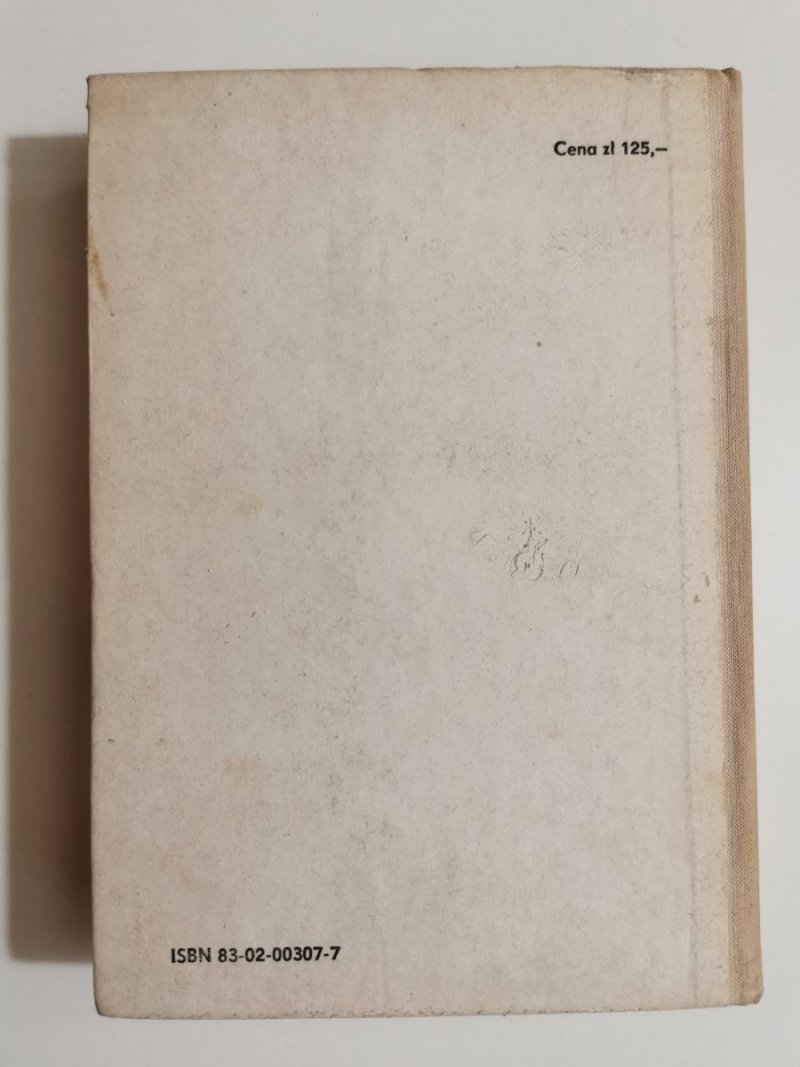 Cena zł 125,—
ISBN 83-02-00307-7